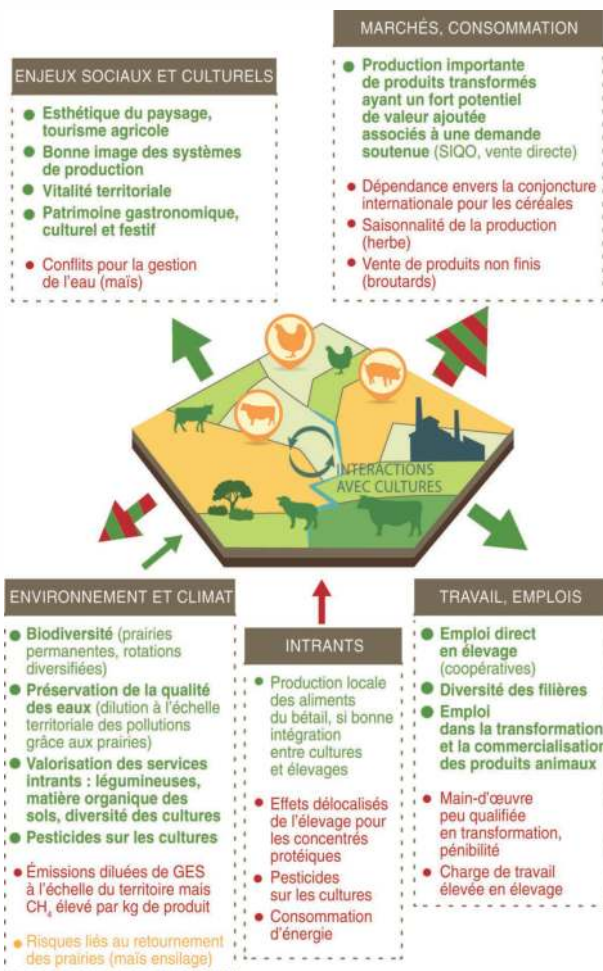 ENJEUX SOCIAUX ET CULTURELS
● Esthétique du paysage,
tourisme agricole
● Bonne image des systèmes
de production
● Vitalité territoriale
● Patrimoine gastronomique,
culturel et festif
● Conflits pour la gestion
de l'eau (maïs)
MARCHÉS, CONSOMMATION
● Production importante
de produits transformés
ayant un fort potentiel
de valeur ajoutée
associés à une demande
soutenue (SIQO, vente directe)
● Dépendance envers la conjoncture
internationale pour les céréales
● Saisonnalité de la production
(herbe)
● Vente de produits non finis
(broutards)
INTERACTIONS
AVEC CULTURES
ENVIRONNEMENT ET CLIMAT
● Biodiversité (prairies
permanentes, rotations
diversifiées)
● Préservation de la qualité
des eaux (dilution à l'échelle
territoriale des pollutions
grâce aux prairies)
● Valorisation des services
intrants : légumineuses,
matière organique des
sols, diversité des cultures
● Pesticides sur les cultures
● Émissions diluées de GES
à l'échelle du territoire mais
CH₄ élevé par kg de produit
● Risques liés au retournement
des prairies (maïs ensilage)
INTRANTS
● Production locale
des aliments
du bétail, si bonne
intégration
entre cultures
et élevages
● Effets délocalisés
de l'élevage pour
les concentrés
protéiques
● Pesticides
sur les cultures
● Consommation
d'énergie
TRAVAIL, EMPLOIS
● Emploi direct
en élevage
(coopératives)
● Diversité des filières
● Emploi
dans la transformation
et la commercialisation
des produits animaux
● Main-d'œuvre
peu qualifiée
en transformation,
pénibilité
● Charge de travail
élevée en élevage